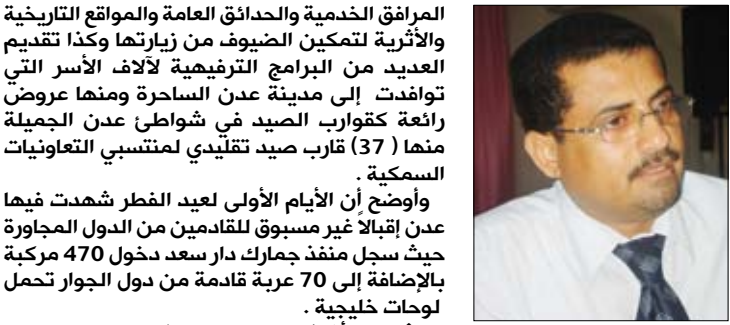 المرافق الخدمية والحدائق العامة والمواقع التاريخية
والأثرية لتمكين الضيوف من زيارتها وكذا تقديم
العديد من البرامج الترفيهية لآلاف الأسر التي
توافدت إلى مدينة عدن الساحرة ومنها عروض
رائعة كقوارب الصيد في شواطئ عدن الجميلة
منها ( 37) قارب صيد تقليدي لمنتسبي التعاونيات
السمكية .
وأوضح أن الأيام الأولى لعيد الفطر شهدت فيها
عدن إقبالاً غير مسبوق للقادمين من الدول المجاورة
حيث سجل منفذ جمارك دار سعد دخول 470 مركبة
بالإضافة إلى 70 عربة قادمة من دول الجوار تحمل
لوحات خليجية .